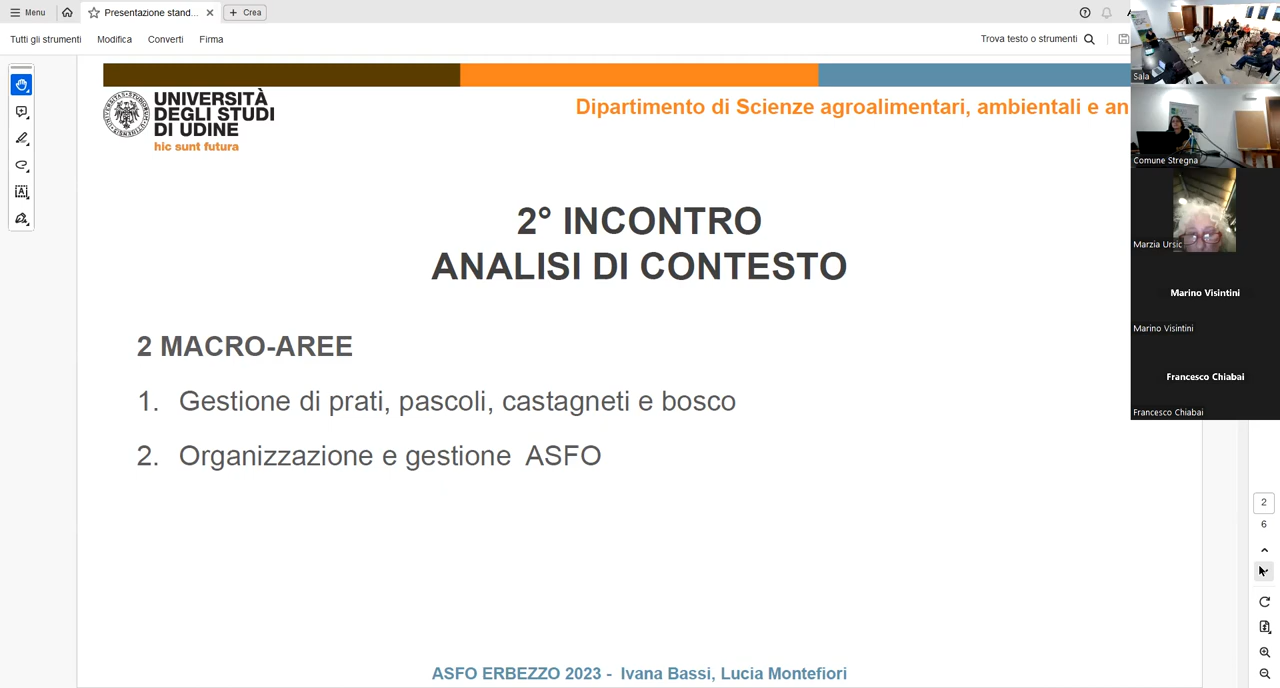 Menu
Presentazione stand...
Crea
Tutti gli strumenti
Modifica
Converti
Firma
Trova testo o strumenti
UNIVERSITÀ
DEGLI STUDI
DI UDINE
hic sunt futura
Dipartimento di Scienze agroalimentari, ambientali e an
2° INCONTRO
ANALISI DI CONTESTO
2 MACRO-AREE
1. Gestione di prati, pascoli, castagneti e bosco
2. Organizzazione e gestione ASFO
ASFO ERBEZZO 2023 - Ivana Bassi, Lucia Montefiori
Sala
Comune Stregna
Marzia Ursic
Marino Visintini
Marino Visintini
Francesco Chiabai
Francesco Chiabai
2
6